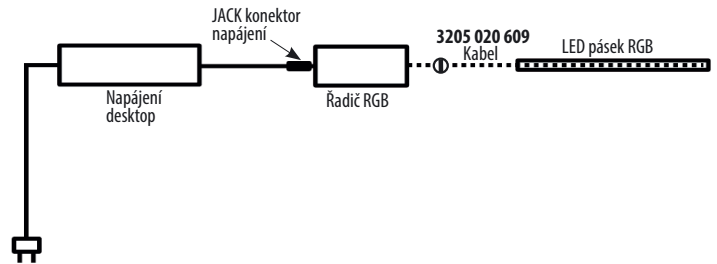 JACK konektor
napájení
3205 020 609
Kabel
LED pásek RGB
Napájení
desktop
Řadič RGB